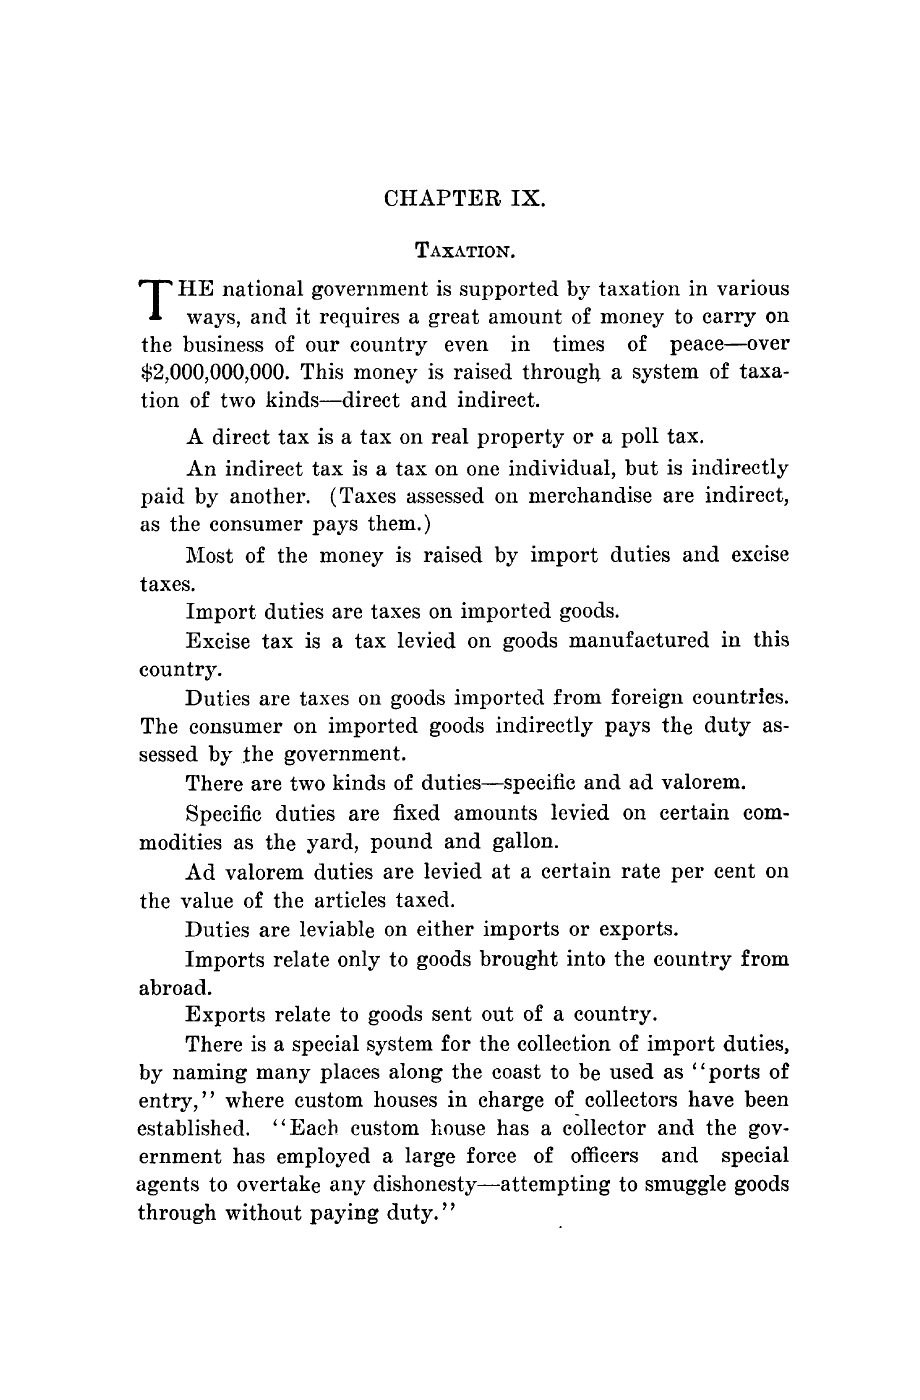 CHAPTER IX.
TAXATION.
THE national government is supported by taxation in various
ways, and it requires a great amount of money to carry on
the business of our country even in times of peace—over
$2,000,000,000. This money is raised through a system of taxa-
tion of two kinds—direct and indirect.
A direct tax is a tax on real property or a poll tax.
An indirect tax is a tax on one individual, but is indirectly
paid by another. (Taxes assessed on merchandise are indirect,
as the consumer pays them.)
Most of the money is raised by import duties and excise
taxes.
Import duties are taxes on imported goods.
Excise tax is a tax levied on goods manufactured in this
country.
Duties are taxes on goods imported from foreign countries.
The consumer on imported goods indirectly pays the duty as-
sessed by the government.
There are two kinds of duties—specific and ad valorem.
Specific duties are fixed amounts levied on certain com-
modities as the yard, pound and gallon.
Ad valorem duties are levied at a certain rate per cent on
the value of the articles taxed.
Duties are leviable on either imports or exports.
Imports relate only to goods brought into the country from
abroad.
Exports relate to goods sent out of a country.
There is a special system for the collection of import duties,
by naming many places along the coast to be used as "ports of
entry," where custom houses in charge of collectors have been
established. "Each custom house has a collector and the gov-
ernment has employed a large force of officers and special
agents to overtake any dishonesty—attempting to smuggle goods
through without paying duty."